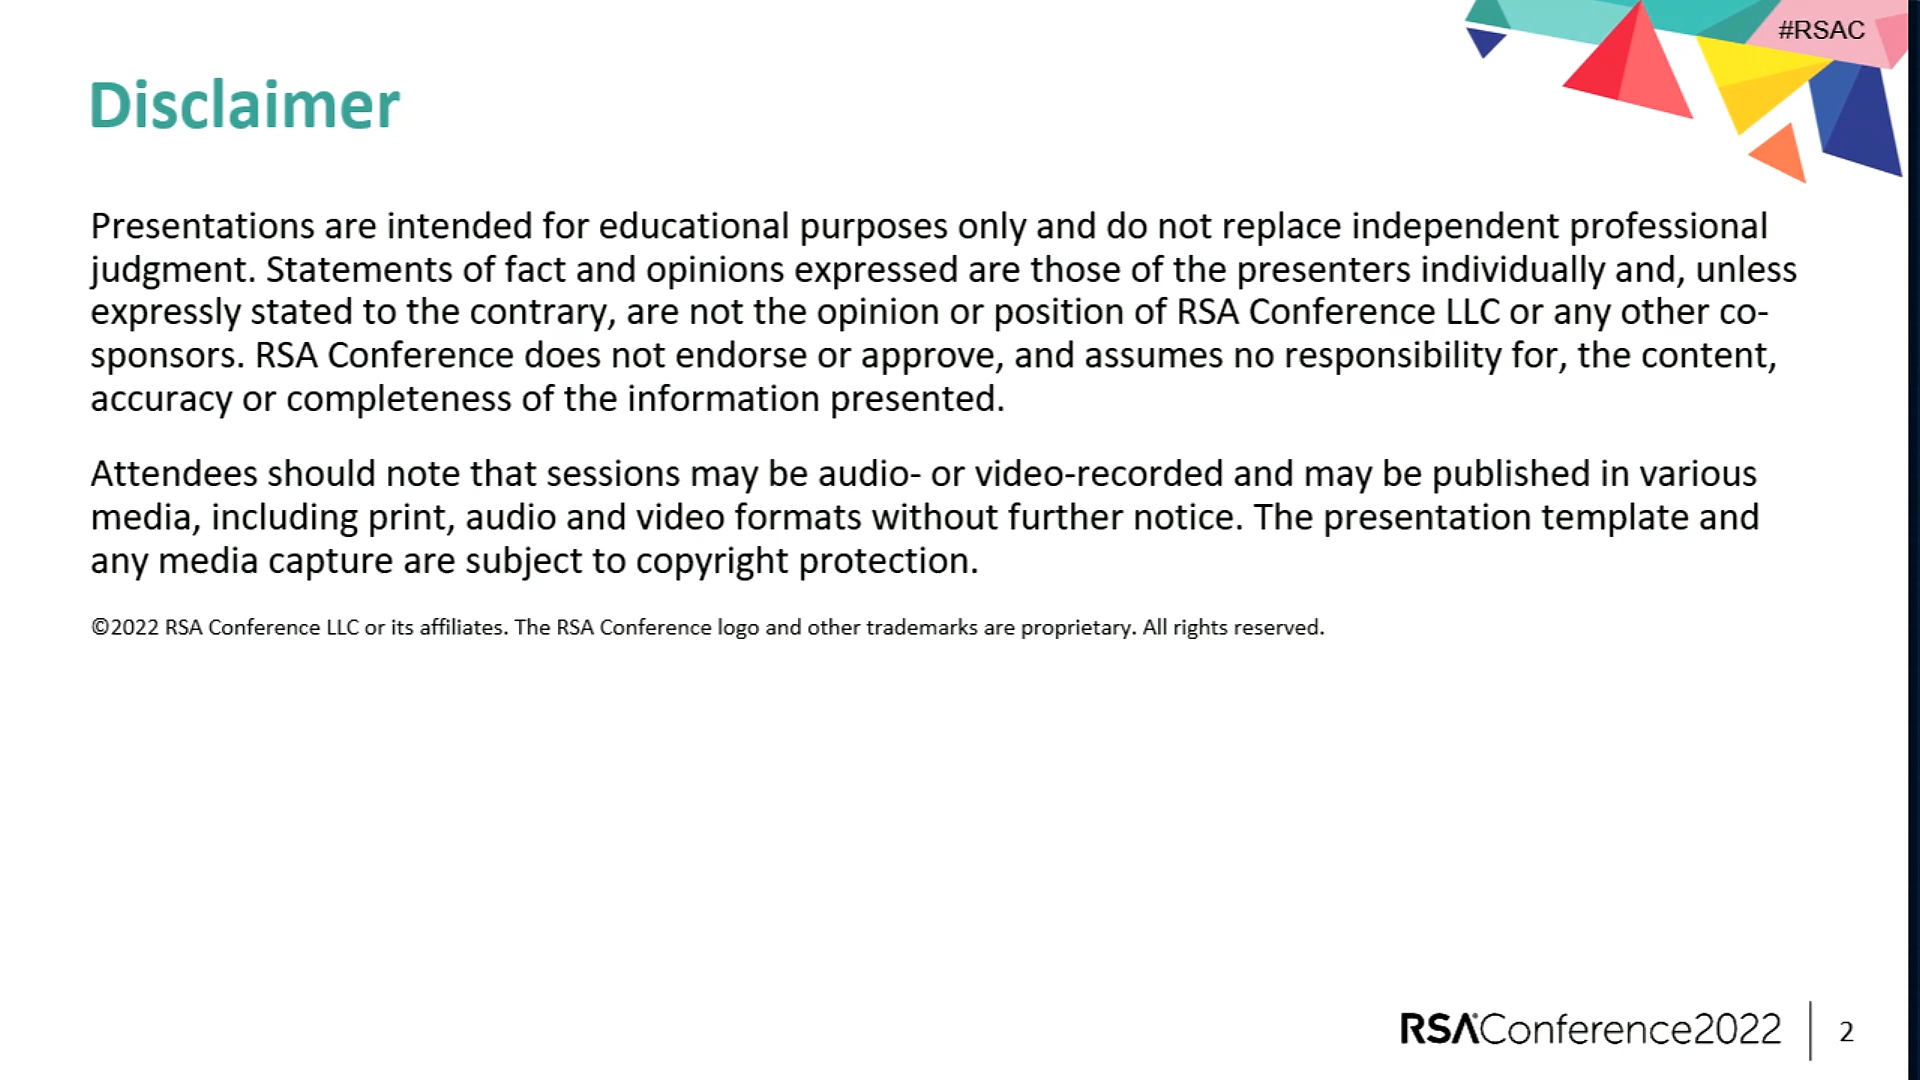 #RSAC
Disclaimer
Presentations are intended for educational purposes only and do not replace independent professional
judgment. Statements of fact and opinions expressed are those of the presenters individually and, unless
expressly stated to the contrary, are not the opinion or position of RSA Conference LLC or any other co-
sponsors. RSA Conference does not endorse or approve, and assumes no responsibility for, the content,
accuracy or completeness of the information presented.
Attendees should note that sessions may be audio- or video-recorded and may be published in various
media, including print, audio and video formats without further notice. The presentation template and
any media capture are subject to copyright protection.
©2022 RSA Conference LLC or its affiliates. The RSA Conference logo and other trademarks are proprietary. All rights reserved.
RSAConference2022
2